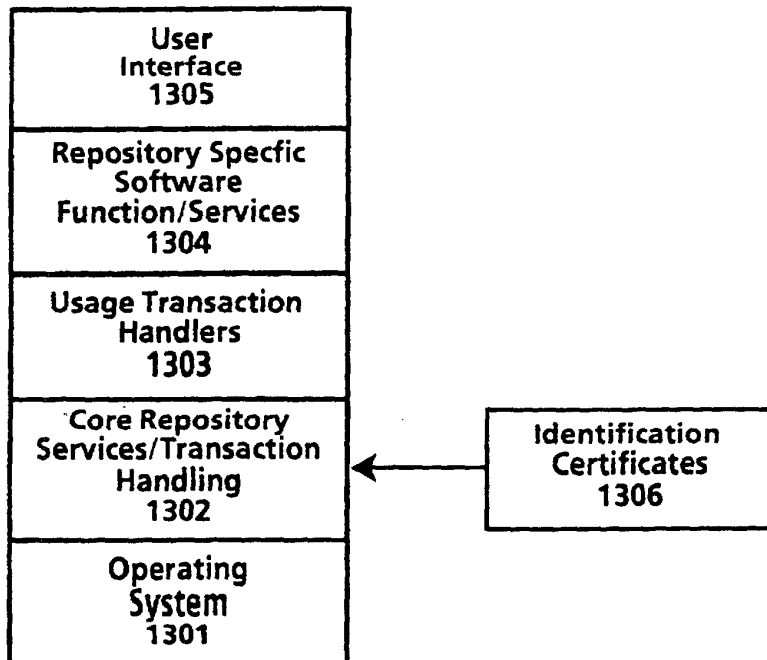 User
Interface
1305
Repository Specfic
Software
Function/Services
1304
Usage Transaction
Handlers
1303
Core Repository
Services/Transaction
Handling
1302
Identification
Certificates
1306
Operating
System
1301